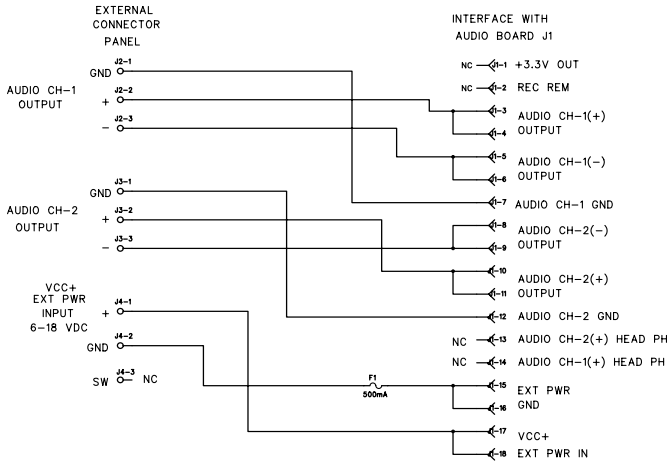 EXTERNAL
CONNECTOR
PANEL
INTERFACE WITH
AUDIO BOARD J1
AUDIO CH-1
OUTPUT
GND J2-1
+ J2-2
- J2-3
AUDIO CH-2
OUTPUT
GND J3-1
+ J3-2
- J3-3
VCC+
EXT PWR
INPUT
6-18 VDC
+ J4-1
GND J4-2
SW J4-3 NC
F1
500mA
NC J1-1 +3.3V OUT
NC J1-2 REC REM
J1-3
J1-4
AUDIO CH-1(+)
OUTPUT
J1-5
J1-6
AUDIO CH-1(-)
OUTPUT
J1-7 AUDIO CH-1 GND
J1-8
J1-9
AUDIO CH-2(-)
OUTPUT
J1-10
J1-11
AUDIO CH-2(+)
OUTPUT
J1-12 AUDIO CH-2 GND
NC J1-13 AUDIO CH-2(+) HEAD PH
NC J1-14 AUDIO CH-1(+) HEAD PH
J1-15
J1-16
EXT PWR
GND
J1-17
J1-18
VCC+
EXT PWR IN